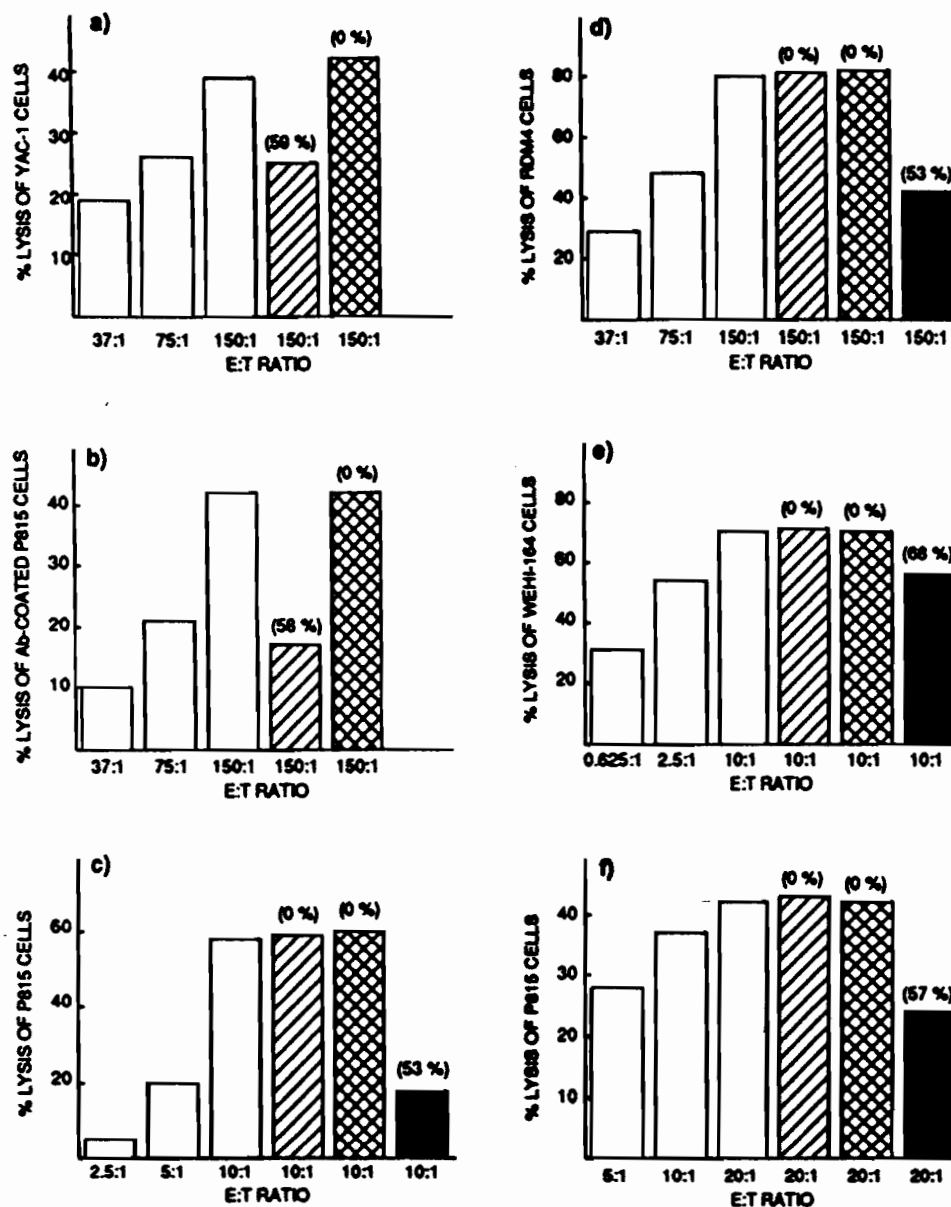 a)
% LYSIS OF YAC-1 CELLS
40
30
20
10
(59 %)
(0 %)
37:1 75:1 150:1 150:1 150:1
E:T RATIO
b)
% LYSIS OF Ab-COATED P815 CELLS
40
30
20
10
(58 %)
(0 %)
37:1 75:1 150:1 150:1 150:1
E:T RATIO
c)
% LYSIS OF P815 CELLS
60
40
20
(0 %) (0 %)
(53 %)
2.5:1 5:1 10:1 10:1 10:1 10:1
E:T RATIO
d)
% LYSIS OF RDM4 CELLS
80
60
40
20
(0 %) (0 %)
(53 %)
37:1 75:1 150:1 150:1 150:1 150:1
E:T RATIO
e)
% LYSIS OF WEHI-164 CELLS
80
60
40
20
(0 %) (0 %)
(68 %)
0.625:1 2.5:1 10:1 10:1 10:1 10:1
E:T RATIO
f)
% LYSIS OF P815 CELLS
40
30
20
10
(0 %) (0 %)
(57 %)
5:1 10:1 20:1 20:1 20:1 20:1
E:T RATIO